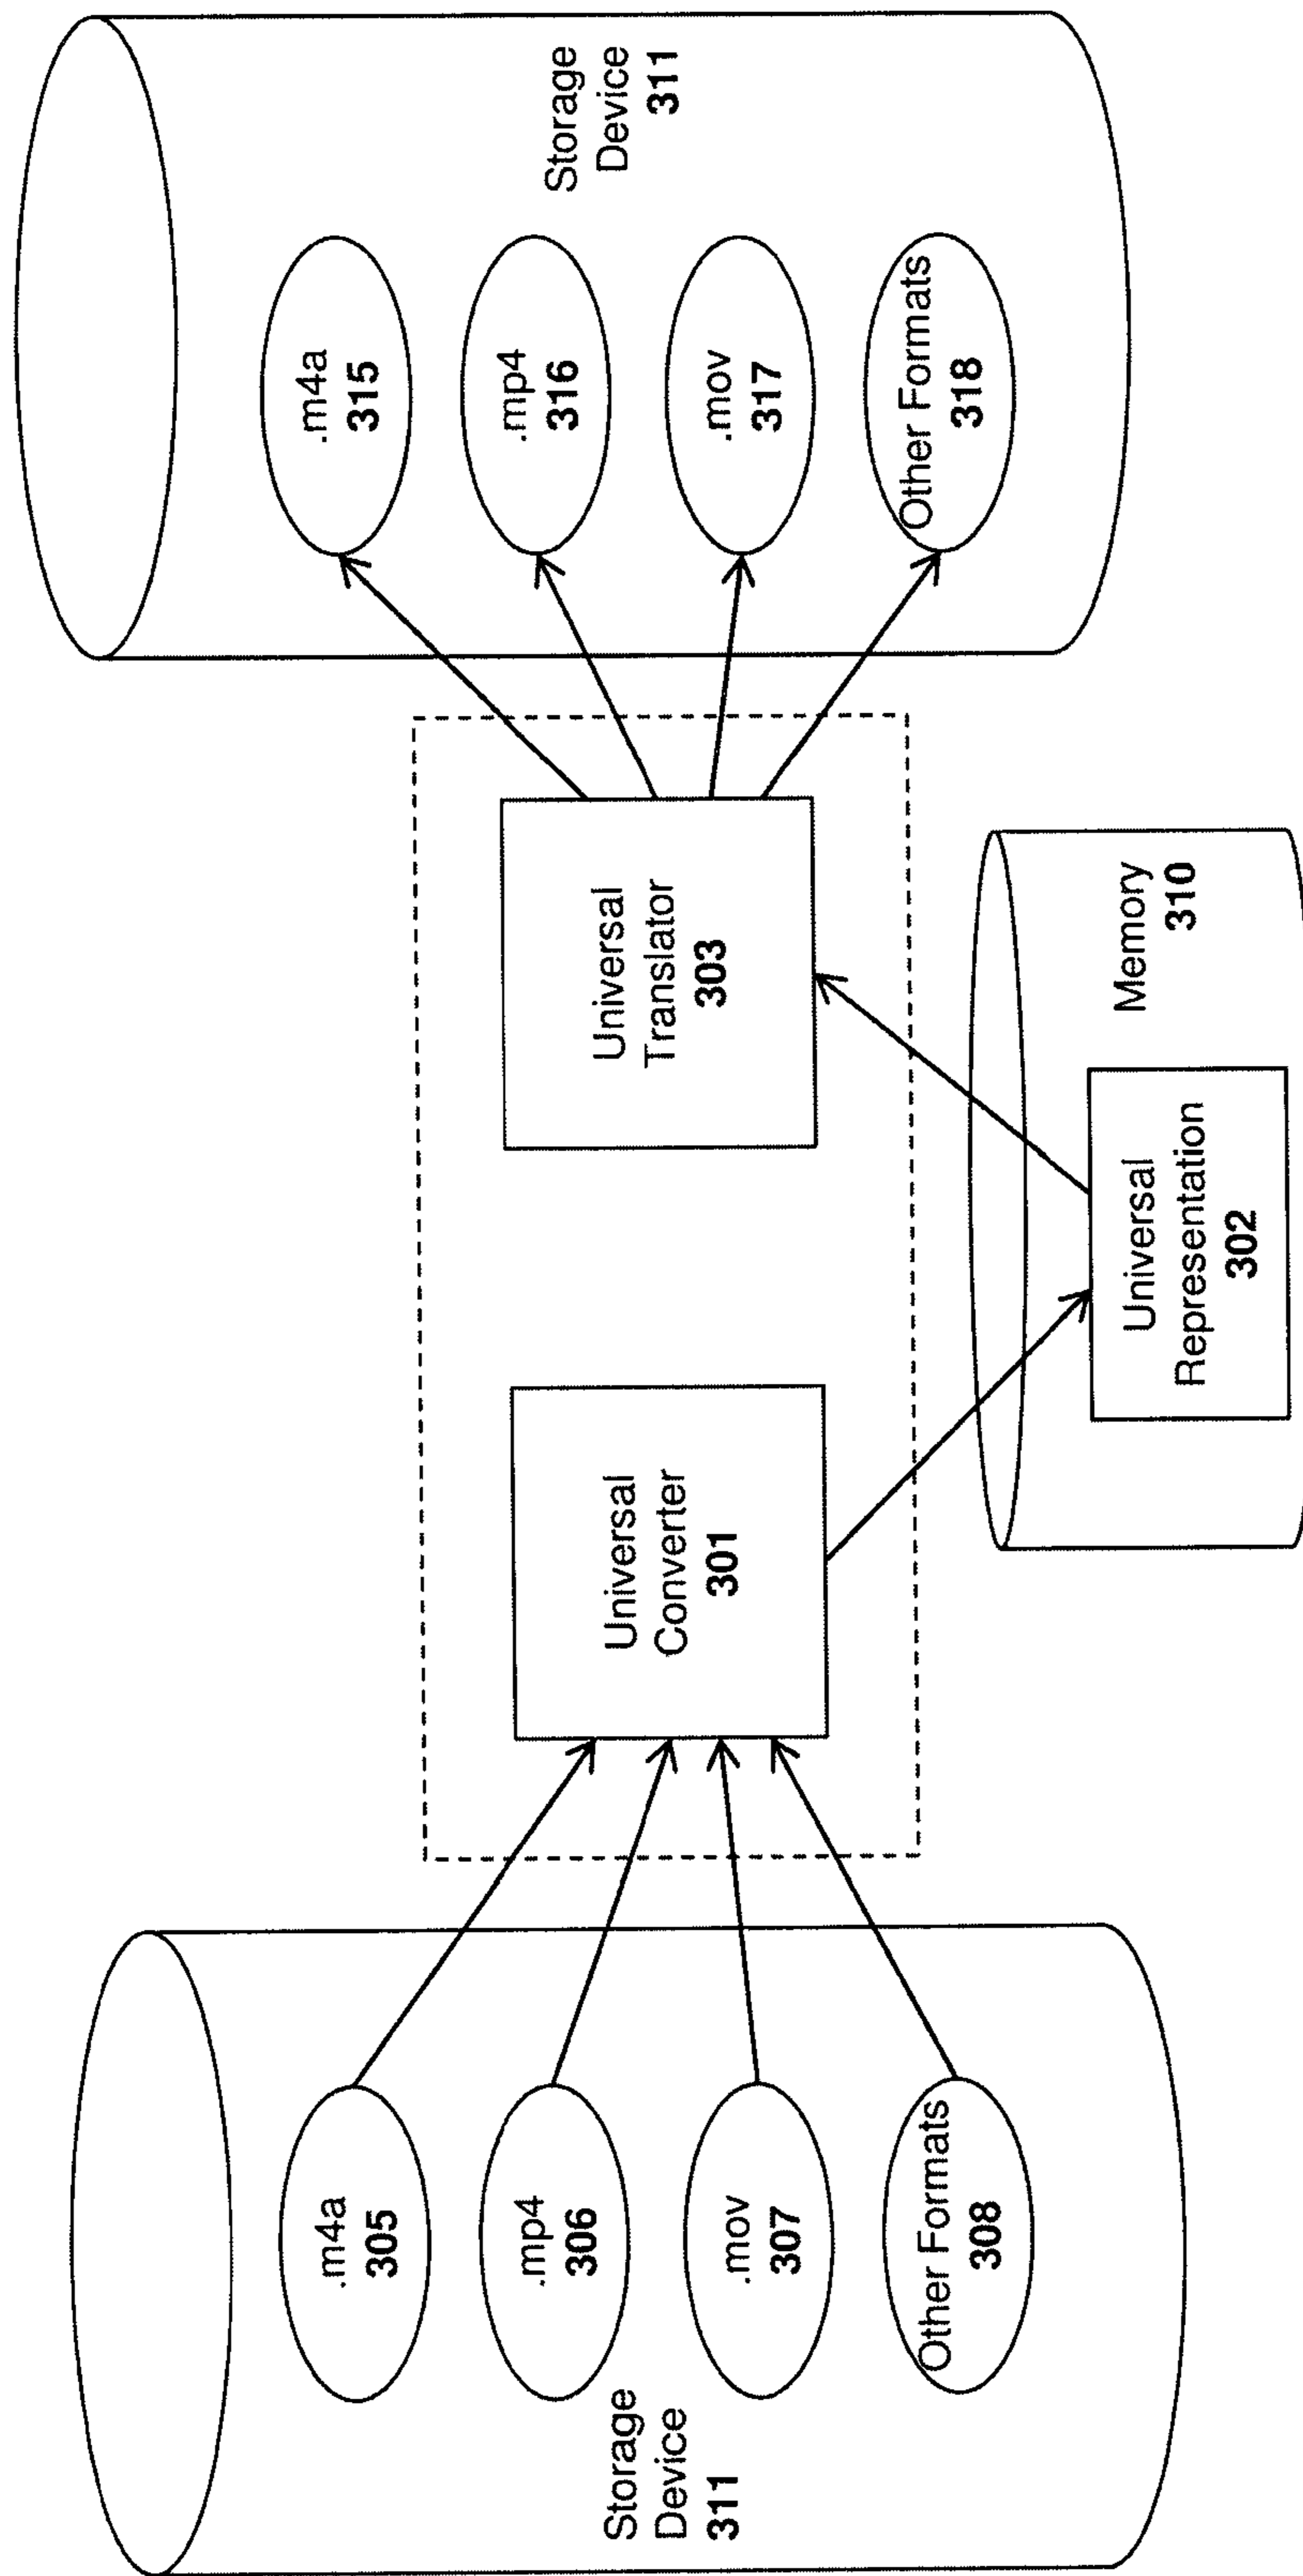 Storage
Device
311
.m4a
305
.mp4
306
.mov
307
Other Formats
308
Universal
Converter
301
Universal
Representation
302
Memory
310
Universal
Translator
303
.m4a
315
.mp4
316
.mov
317
Other Formats
318
Storage
Device
311